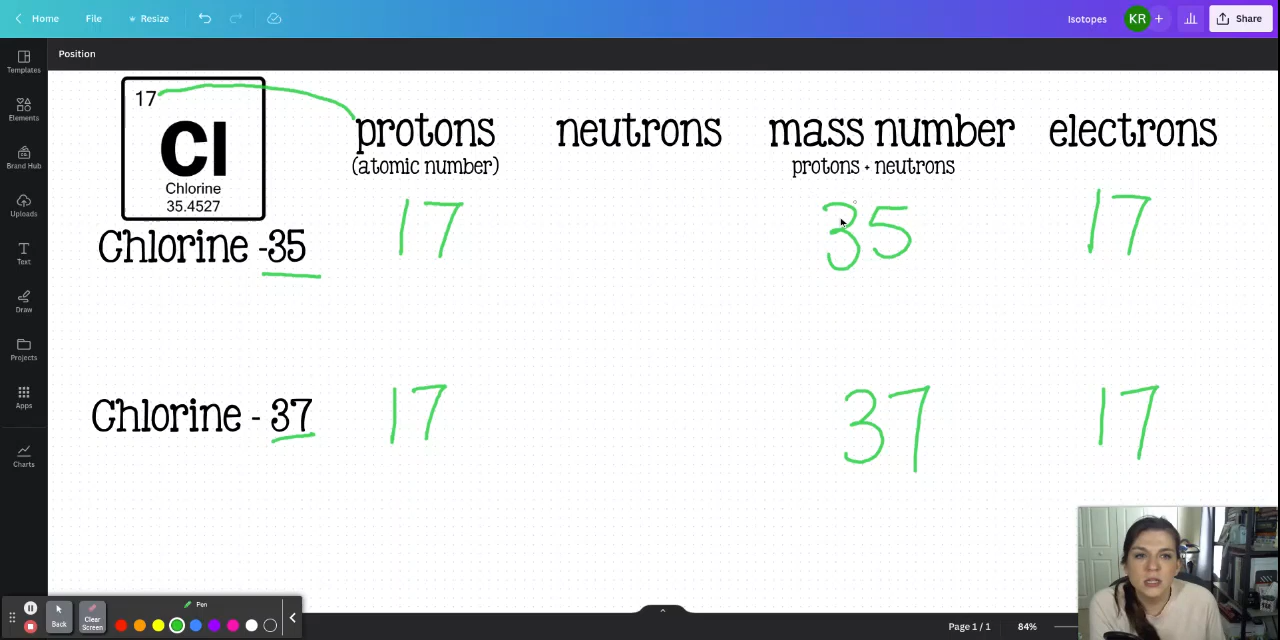 Home File Resize Isotopes KR + Share
Position
Templates
Elements
Brand Hub
Uploads
Text
Draw
Projects
Apps
Charts
17
Cl
Chlorine
35.4527
protons neutrons mass number electrons
(atomic number) protons + neutrons
Chlorine -35 17 35 17
Chlorine - 37 17 37 17
Pen
Back
Clear
Screen
Page 1 / 1 84%